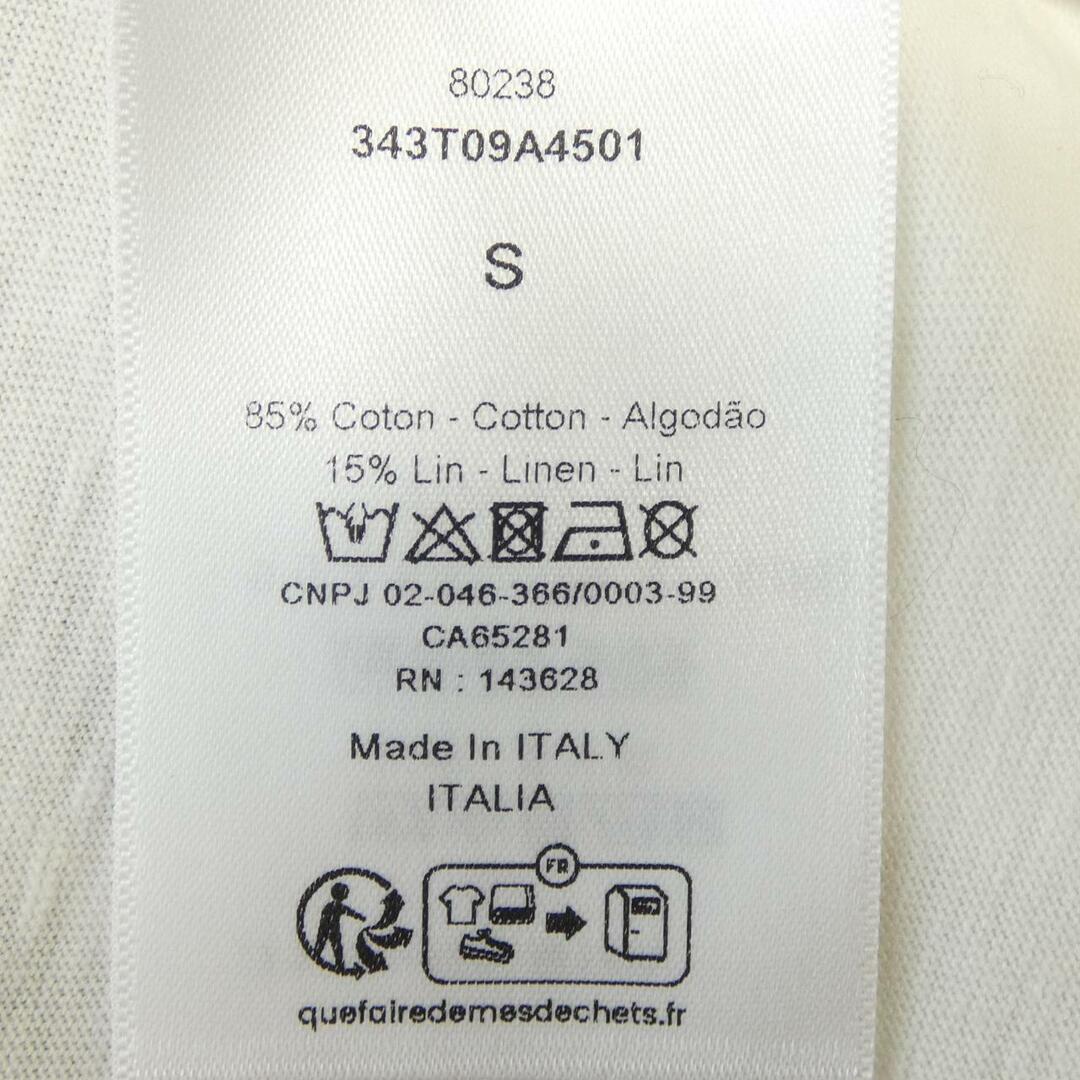 80238
343T09A4501
S
85% Coton - Cotton - Algodão
15% Lin - Linen - Lin
CNPJ 02-046-366/0003-99
CA65281
RN : 143628
Made In ITALY
ITALIA
FR
quefairedemesdechets.fr